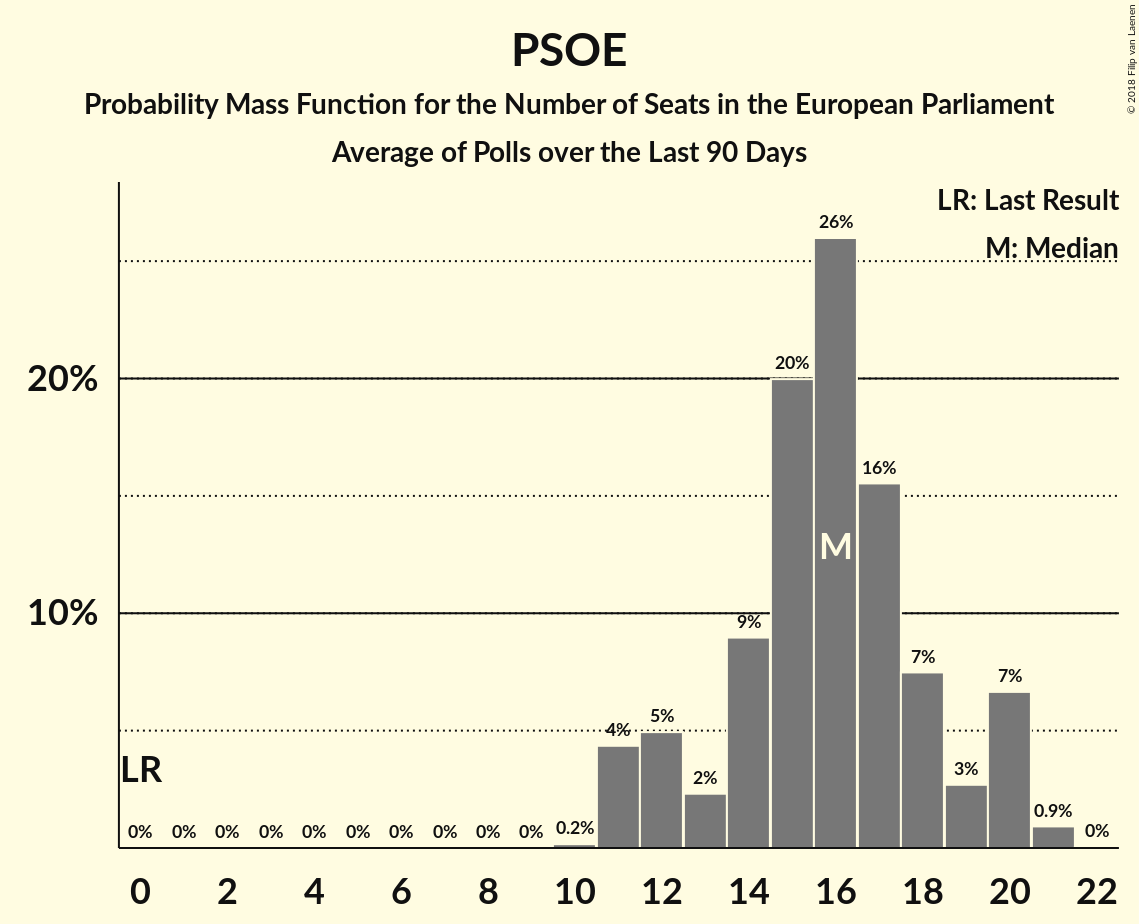 PSOE
Probability Mass Function for the Number of Seats in the European Parliament
Average of Polls over the Last 90 Days
© 2018 Filip van Laenen
LR: Last Result
M: Median
26%
20%
20%
16%
M
10%
9%
7%
7%
5%
4%
LR
2%
3%
0.9%
0%
0%
0%
0%
0%
0%
0%
0%
0%
0%
0.2%
0%
0 2 4 6 8 10 12 14 16 18 20 22